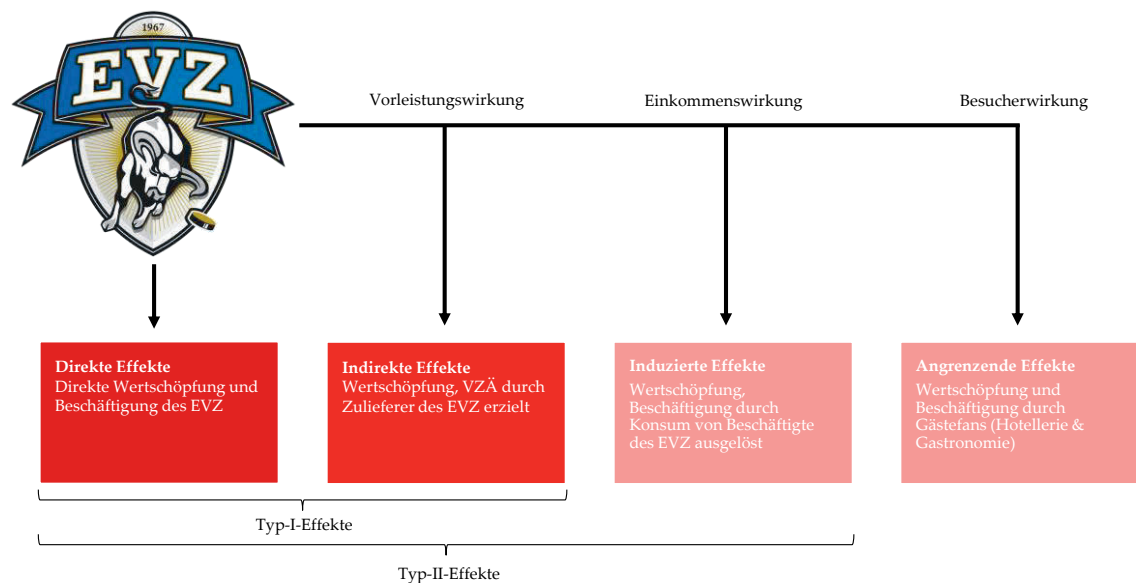 1967
EVZ
Vorleistungswirkung
Einkommenswirkung
Besucherwirkung
Direkte Effekte
Direkte Wertschöpfung und
Beschäftigung des EVZ
Indirekte Effekte
Wertschöpfung, VZÄ durch
Zulieferer des EVZ erzielt
Induzierte Effekte
Wertschöpfung,
Beschäftigung durch
Konsum von Beschäftigte
des EVZ ausgelöst
Angrenzende Effekte
Wertschöpfung und
Beschäftigung durch
Gästefans (Hotellerie &
Gastronomie)
Typ-I-Effekte
Typ-II-Effekte